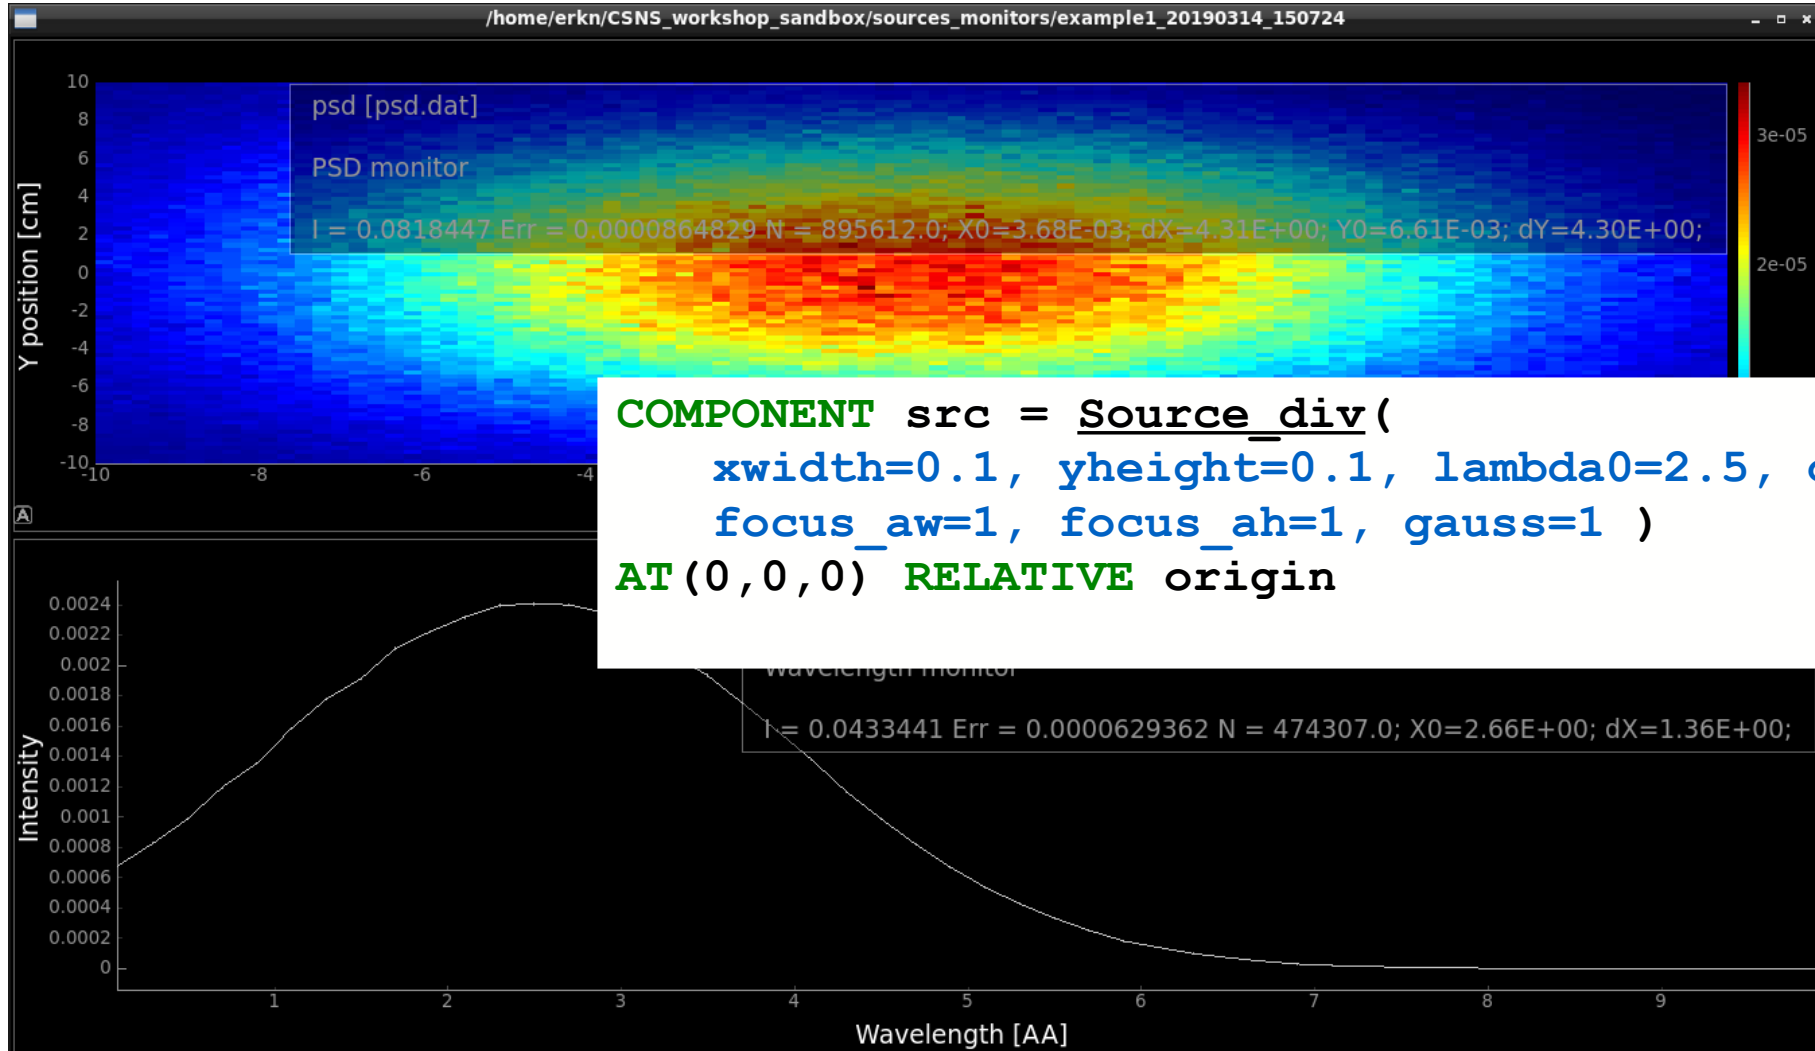 /home/erkn/CSNS_workshop_sandbox/sources_monitors/example1_20190314_150724
10
8
6
4
2
0
-2
-4
-6
-8
-10
Y position [cm]
psd [psd.dat]
PSD monitor
I = 0.0818447 Err = 0.0000864829 N = 895612.0; X0=3.68E-03; dX=4.31E+00; Y0=6.61E-03; dY=4.30E+00;
3e-05
2e-05
-10 -8 -6 -4
A
COMPONENT src = Source_div(
xwidth=0.1, yheight=0.1, lambda0=2.5,
focus_aw=1, focus_ah=1, gauss=1 )
AT(0,0,0) RELATIVE origin
Wavelength monitor
I = 0.0433441 Err = 0.0000629362 N = 474307.0; X0=2.66E+00; dX=1.36E+00;
0.0024
0.0022
0.002
0.0018
0.0016
0.0014
0.0012
0.001
0.0008
0.0006
0.0004
0.0002
0
Intensity
1 2 3 4 5 6 7 8 9
Wavelength [AA]